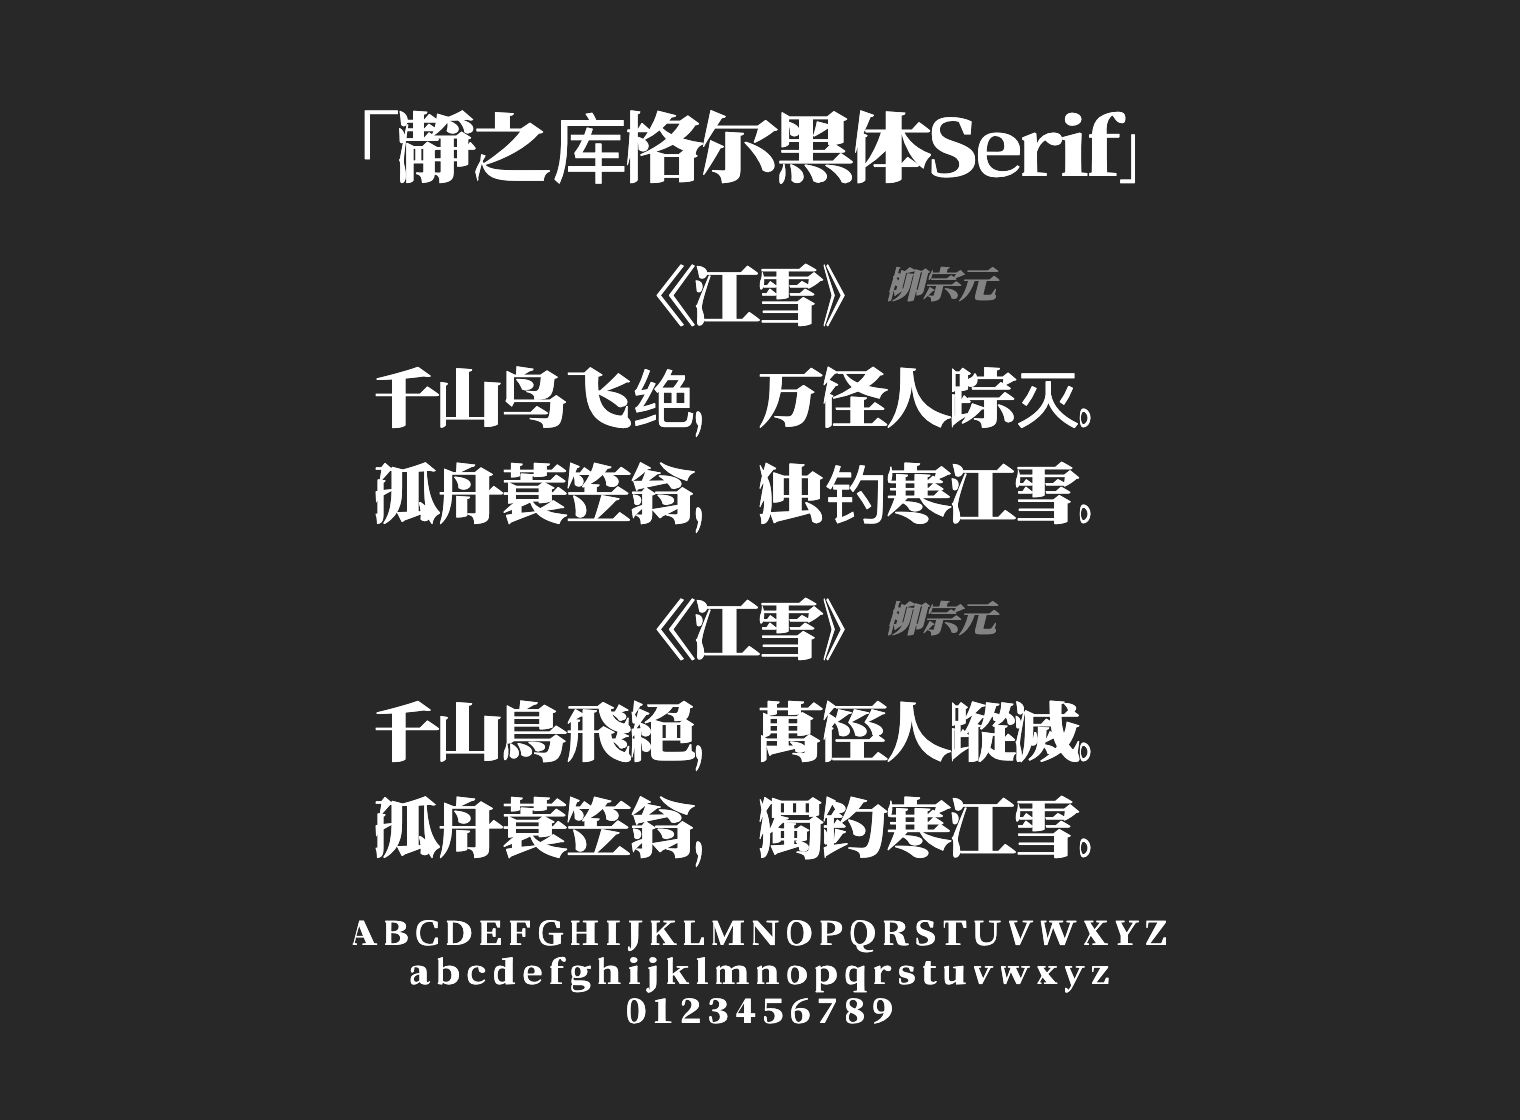 「瀞之库格尔黑体Serif」
《江雪》 柳宗元
千山鸟飞绝, 万径人踪灭。
孤舟蓑笠翁, 独钓寒江雪。
《江雪》 柳宗元
千山鳥飛絕, 萬徑人蹤滅。
孤舟蓑笠翁, 獨釣寒江雪。
ABCDEFGHIJKLMNOPQRSTUVWXYZ
abcdefghijklmnopqrstuvwxyz
0123456789